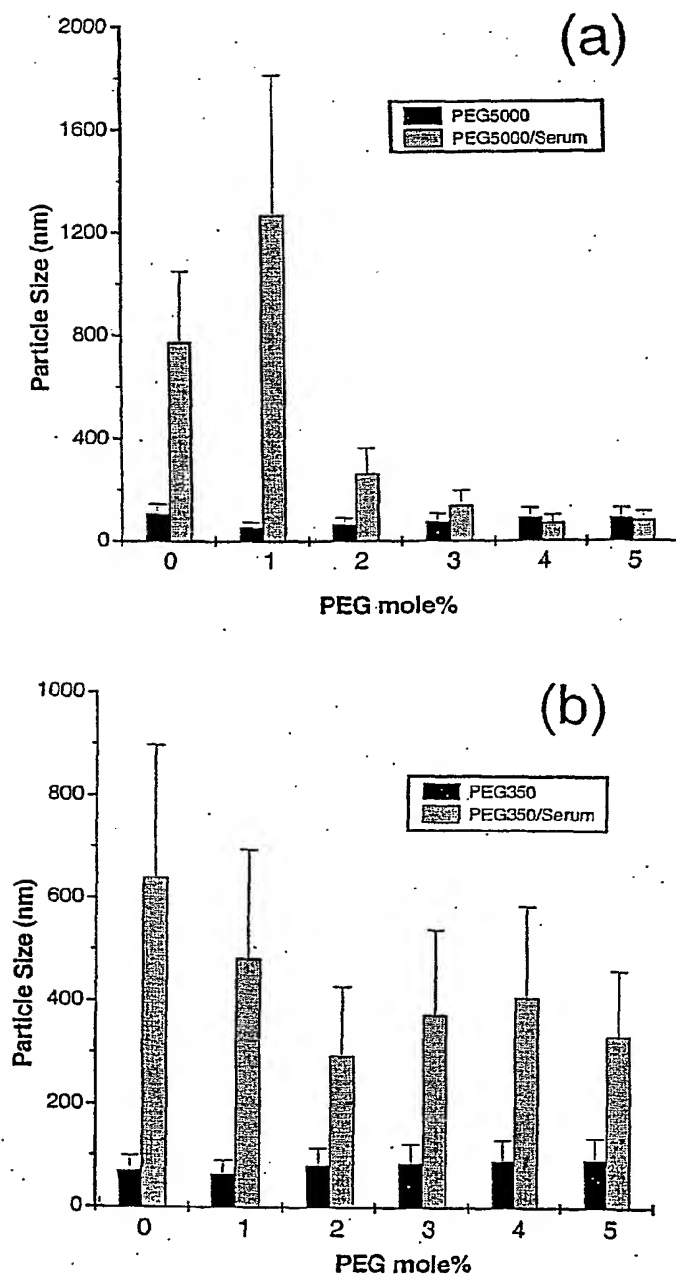 (a)
2000
1600
1200
800
400
0
Particle Size (nm)
PEG5000
PEG5000/Serum
0 1 2 3 4 5
PEG mole%
(b)
1000
800
600
400
200
0
Particle Size (nm)
PEG350
PEG350/Serum
0 1 2 3 4 5
PEG mole%